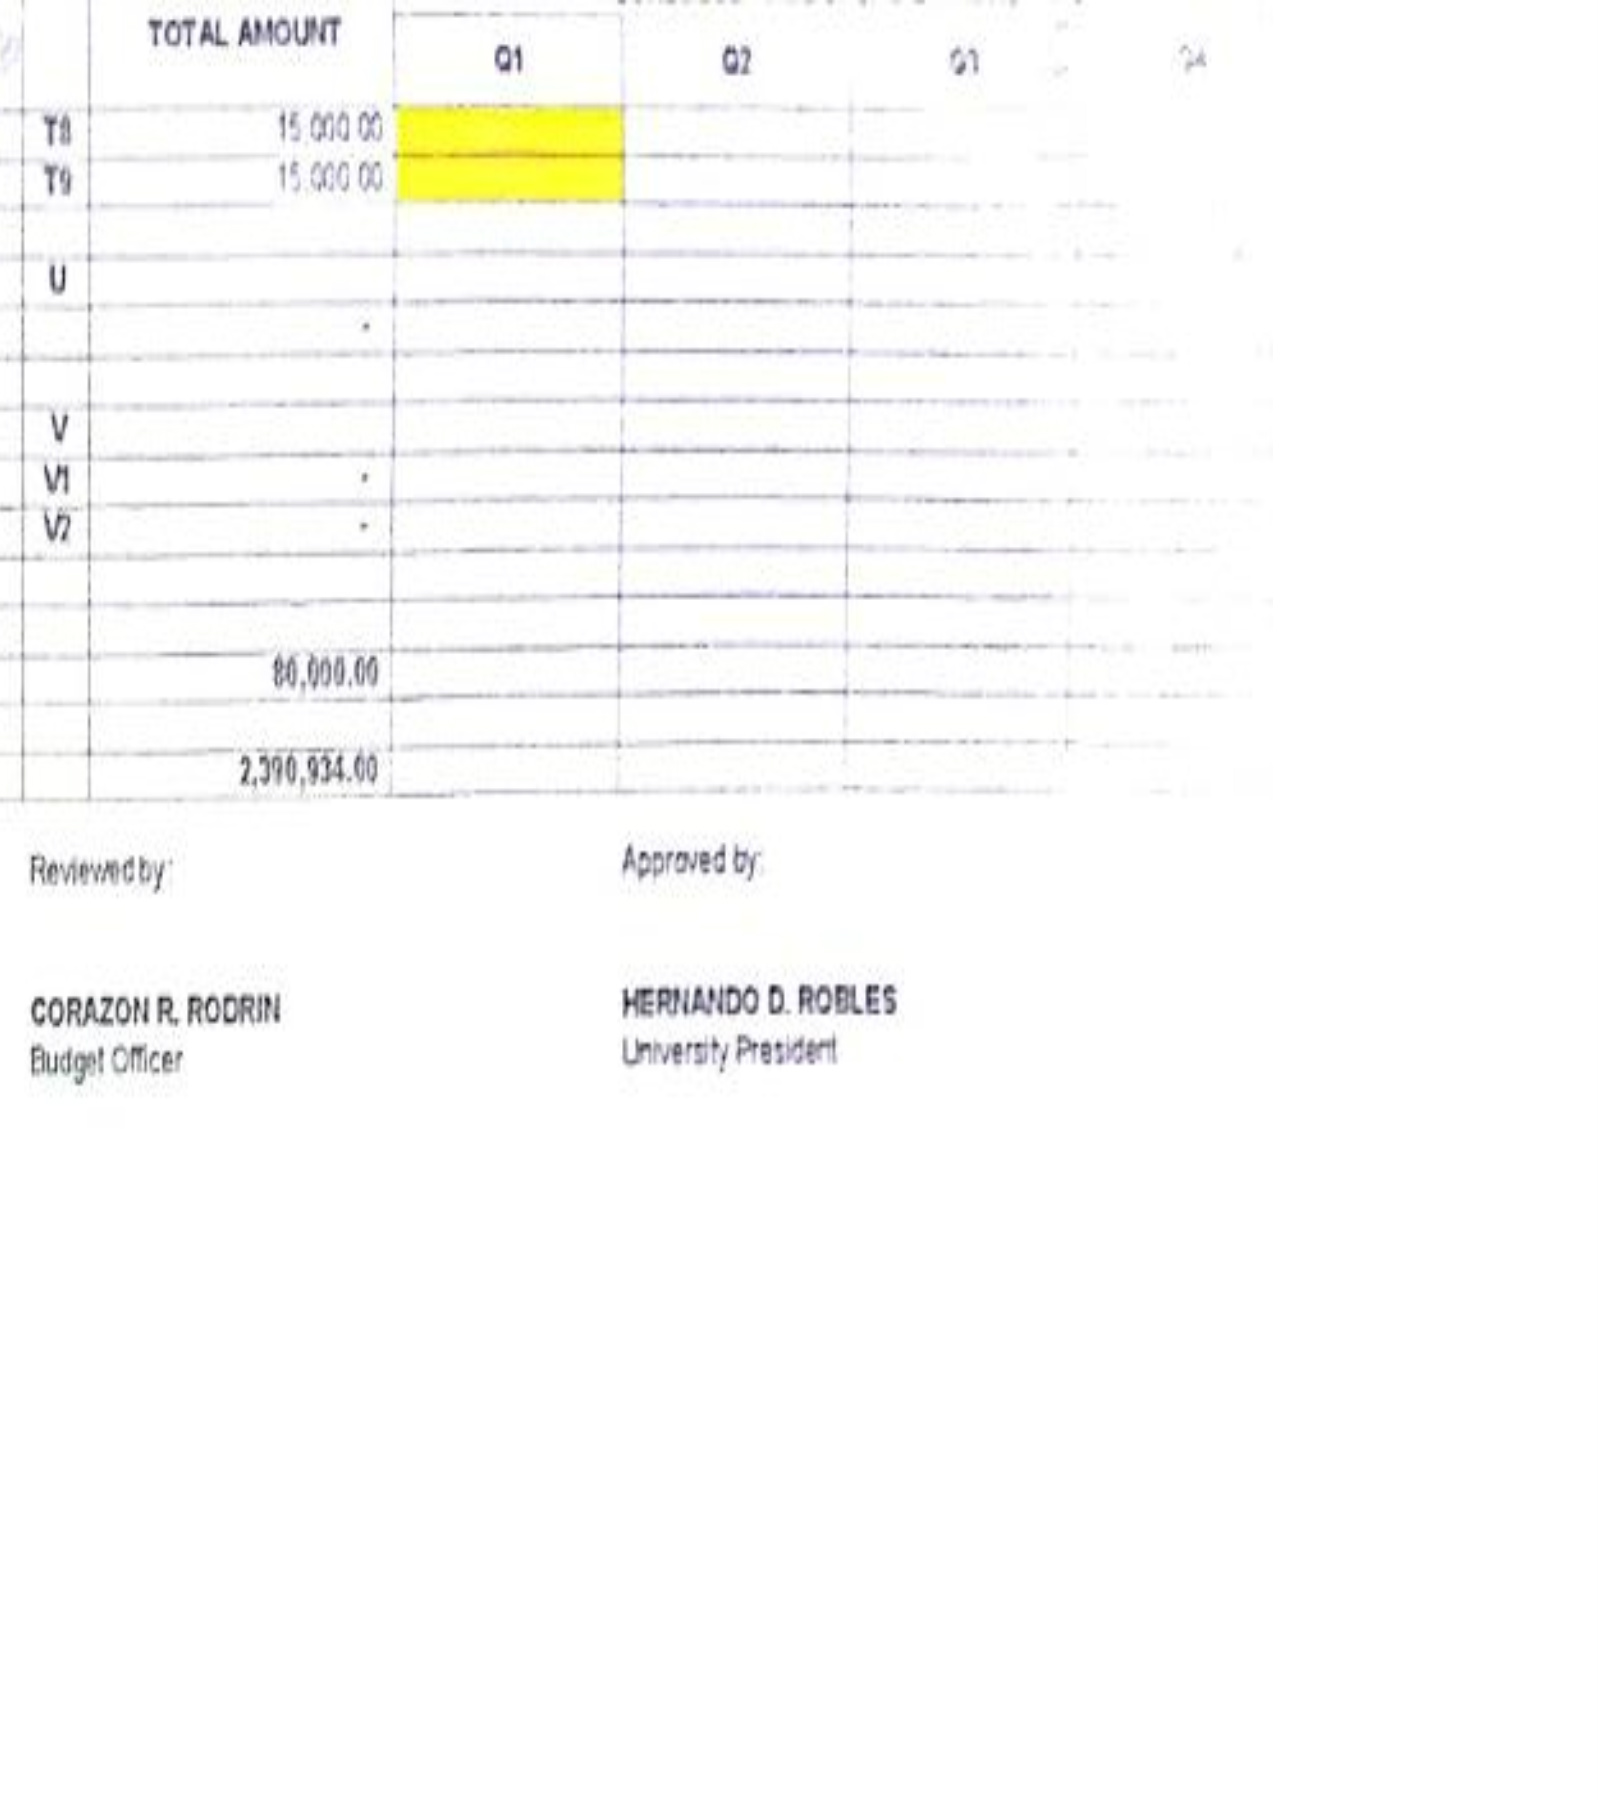 TOTAL AMOUNT
Q1 Q2 Q3 Q4
T8 15,000.00
T9 15,000.00
U
-
V
V1 -
V2 -
80,000.00
2,390,934.00
Reviewed by: Approved by:
CORAZON R. RODRIN HERNANDO D. ROBLES
Budget Officer University President